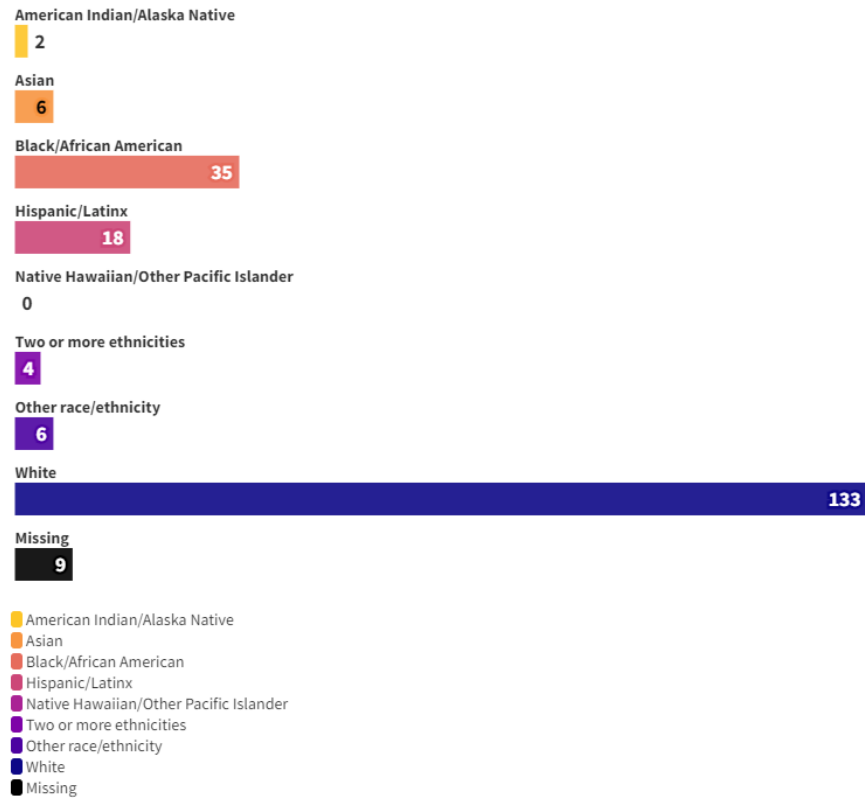 American Indian/Alaska Native
2
Asian
6
Black/African American
35
Hispanic/Latinx
18
Native Hawaiian/Other Pacific Islander
0
Two or more ethnicities
4
Other race/ethnicity
6
White
133
Missing
9
American Indian/Alaska Native
Asian
Black/African American
Hispanic/Latinx
Native Hawaiian/Other Pacific Islander
Two or more ethnicities
Other race/ethnicity
White
Missing